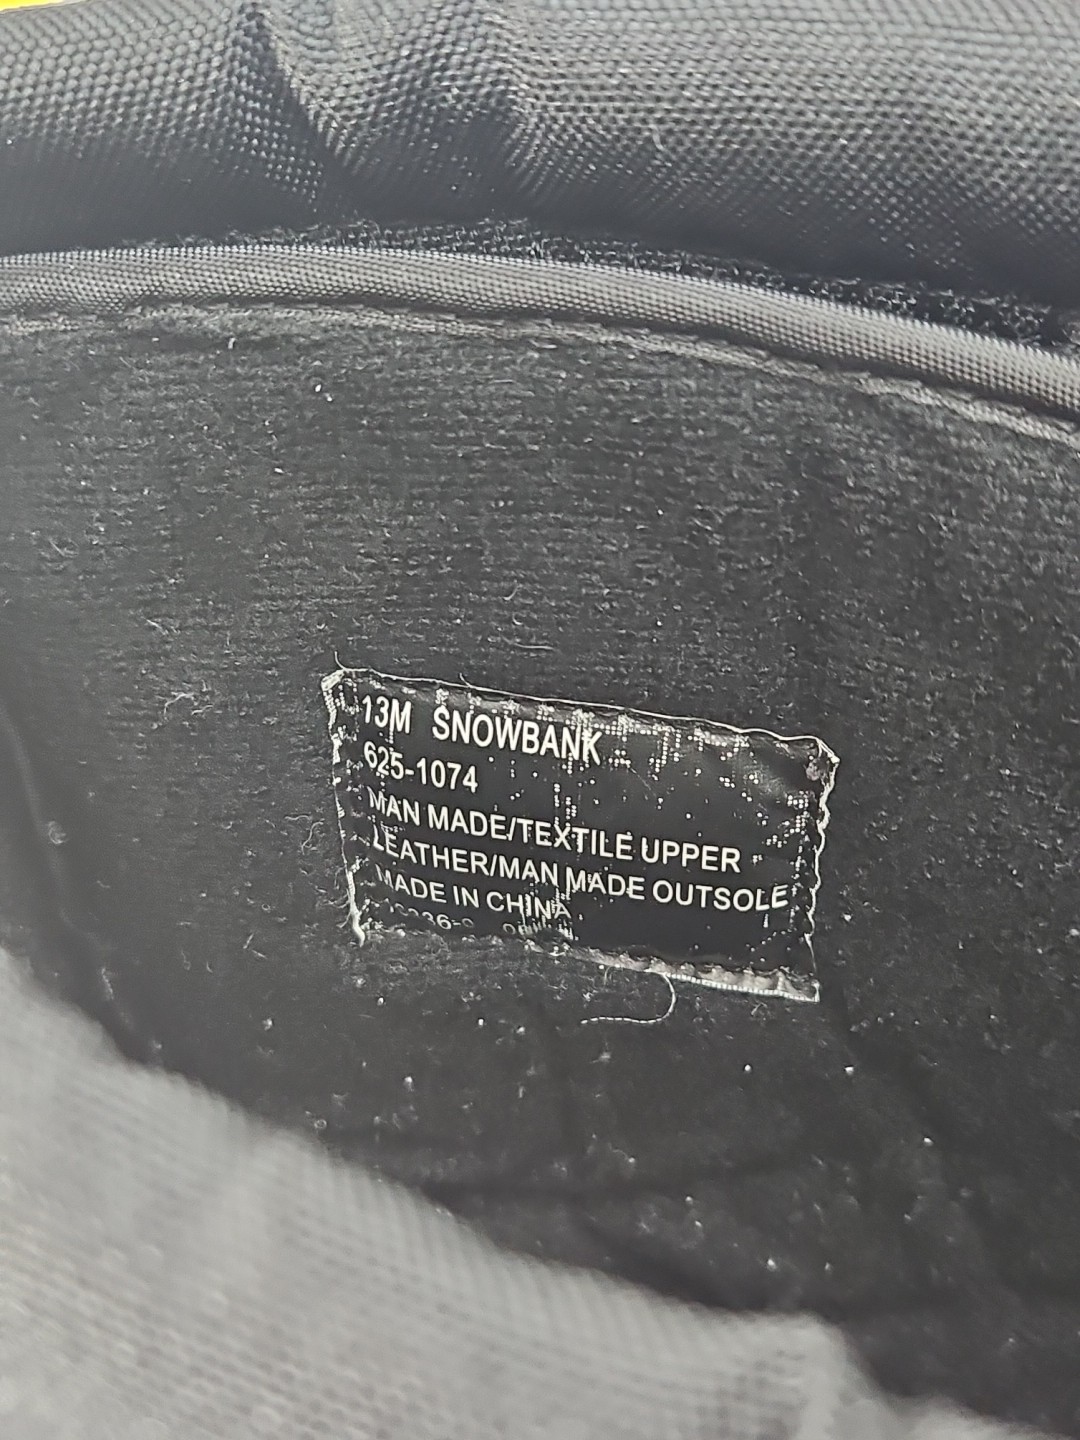 13M SNOWBANK
625-1074
MAN MADE/TEXTILE UPPER
LEATHER/MAN MADE OUTSOLE
MADE IN CHINA